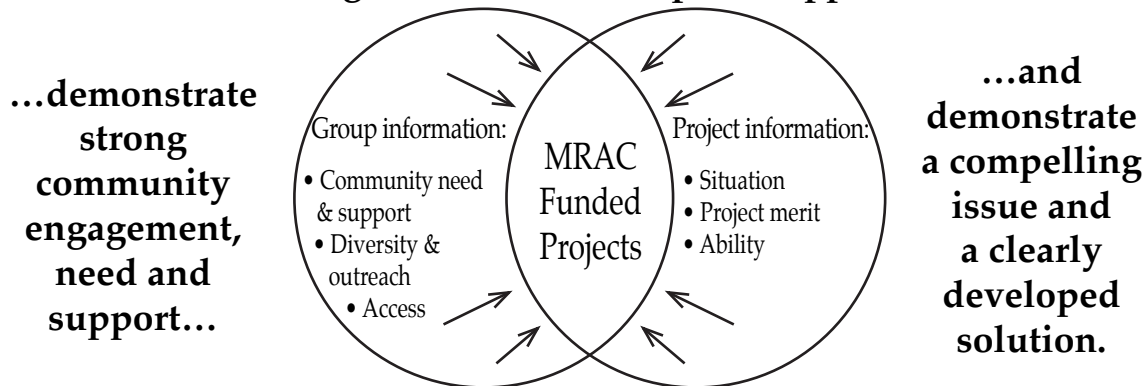 …demonstrate
strong
community
engagement,
need and
support…
Group information:
• Community need
& support
• Diversity &
outreach
• Access
MRAC
Funded
Projects
Project information:
• Situation
• Project merit
• Ability
…and
demonstrate
a compelling
issue and
a clearly
developed
solution.